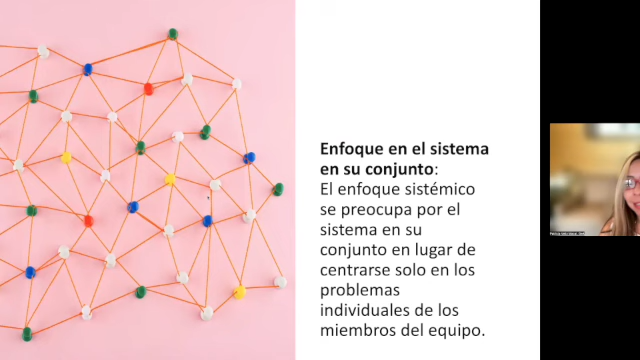 Enfoque en el sistema
en su conjunto:
El enfoque sistémico
se preocupa por el
sistema en su
conjunto en lugar de
centrarse solo en los
problemas
individuales de los
miembros del equipo.